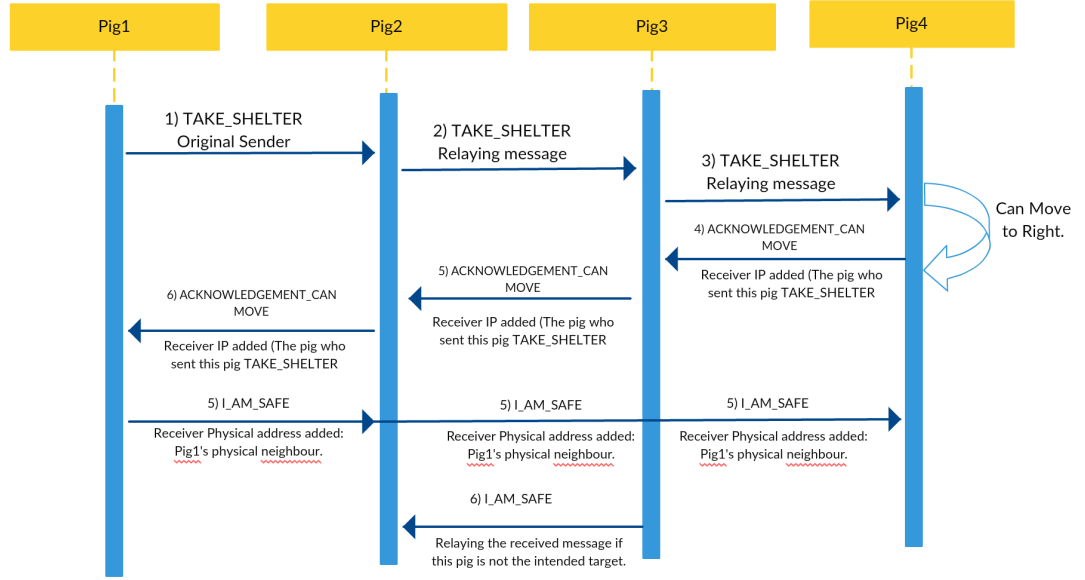 Pig1
Pig2
Pig3
Pig4
1) TAKE_SHELTER
Original Sender
2) TAKE_SHELTER
Relaying message
3) TAKE_SHELTER
Relaying message
Can Move
to Right.
4) ACKNOWLEDGEMENT_CAN
MOVE
Receiver IP added (The pig who
sent this pig TAKE_SHELTER
5) ACKNOWLEDGEMENT_CAN
MOVE
Receiver IP added (The pig who
sent this pig TAKE_SHELTER
6) ACKNOWLEDGEMENT_CAN
MOVE
Receiver IP added (The pig who
sent this pig TAKE_SHELTER
5) I_AM_SAFE
Receiver Physical address added:
Pig1's physical neighbour.
5) I_AM_SAFE
Receiver Physical address added:
Pig1's physical neighbour.
5) I_AM_SAFE
Receiver Physical address added:
Pig1's physical neighbour.
6) I_AM_SAFE
Relaying the received message if
this pig is not the intended target.